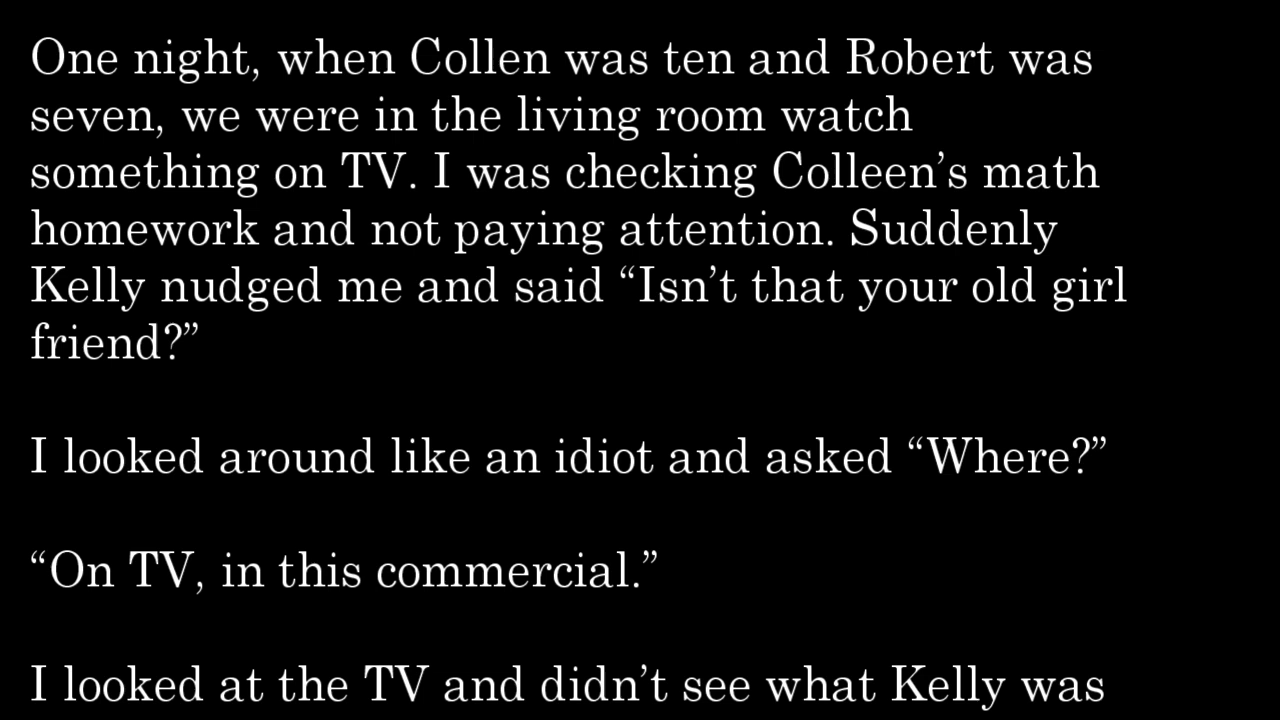 One night, when Collen was ten and Robert was
seven, we were in the living room watch
something on TV. I was checking Colleen’s math
homework and not paying attention. Suddenly
Kelly nudged me and said “Isn’t that your old girl
friend?”
I looked around like an idiot and asked “Where?”
“On TV, in this commercial.”
I looked at the TV and didn’t see what Kelly was